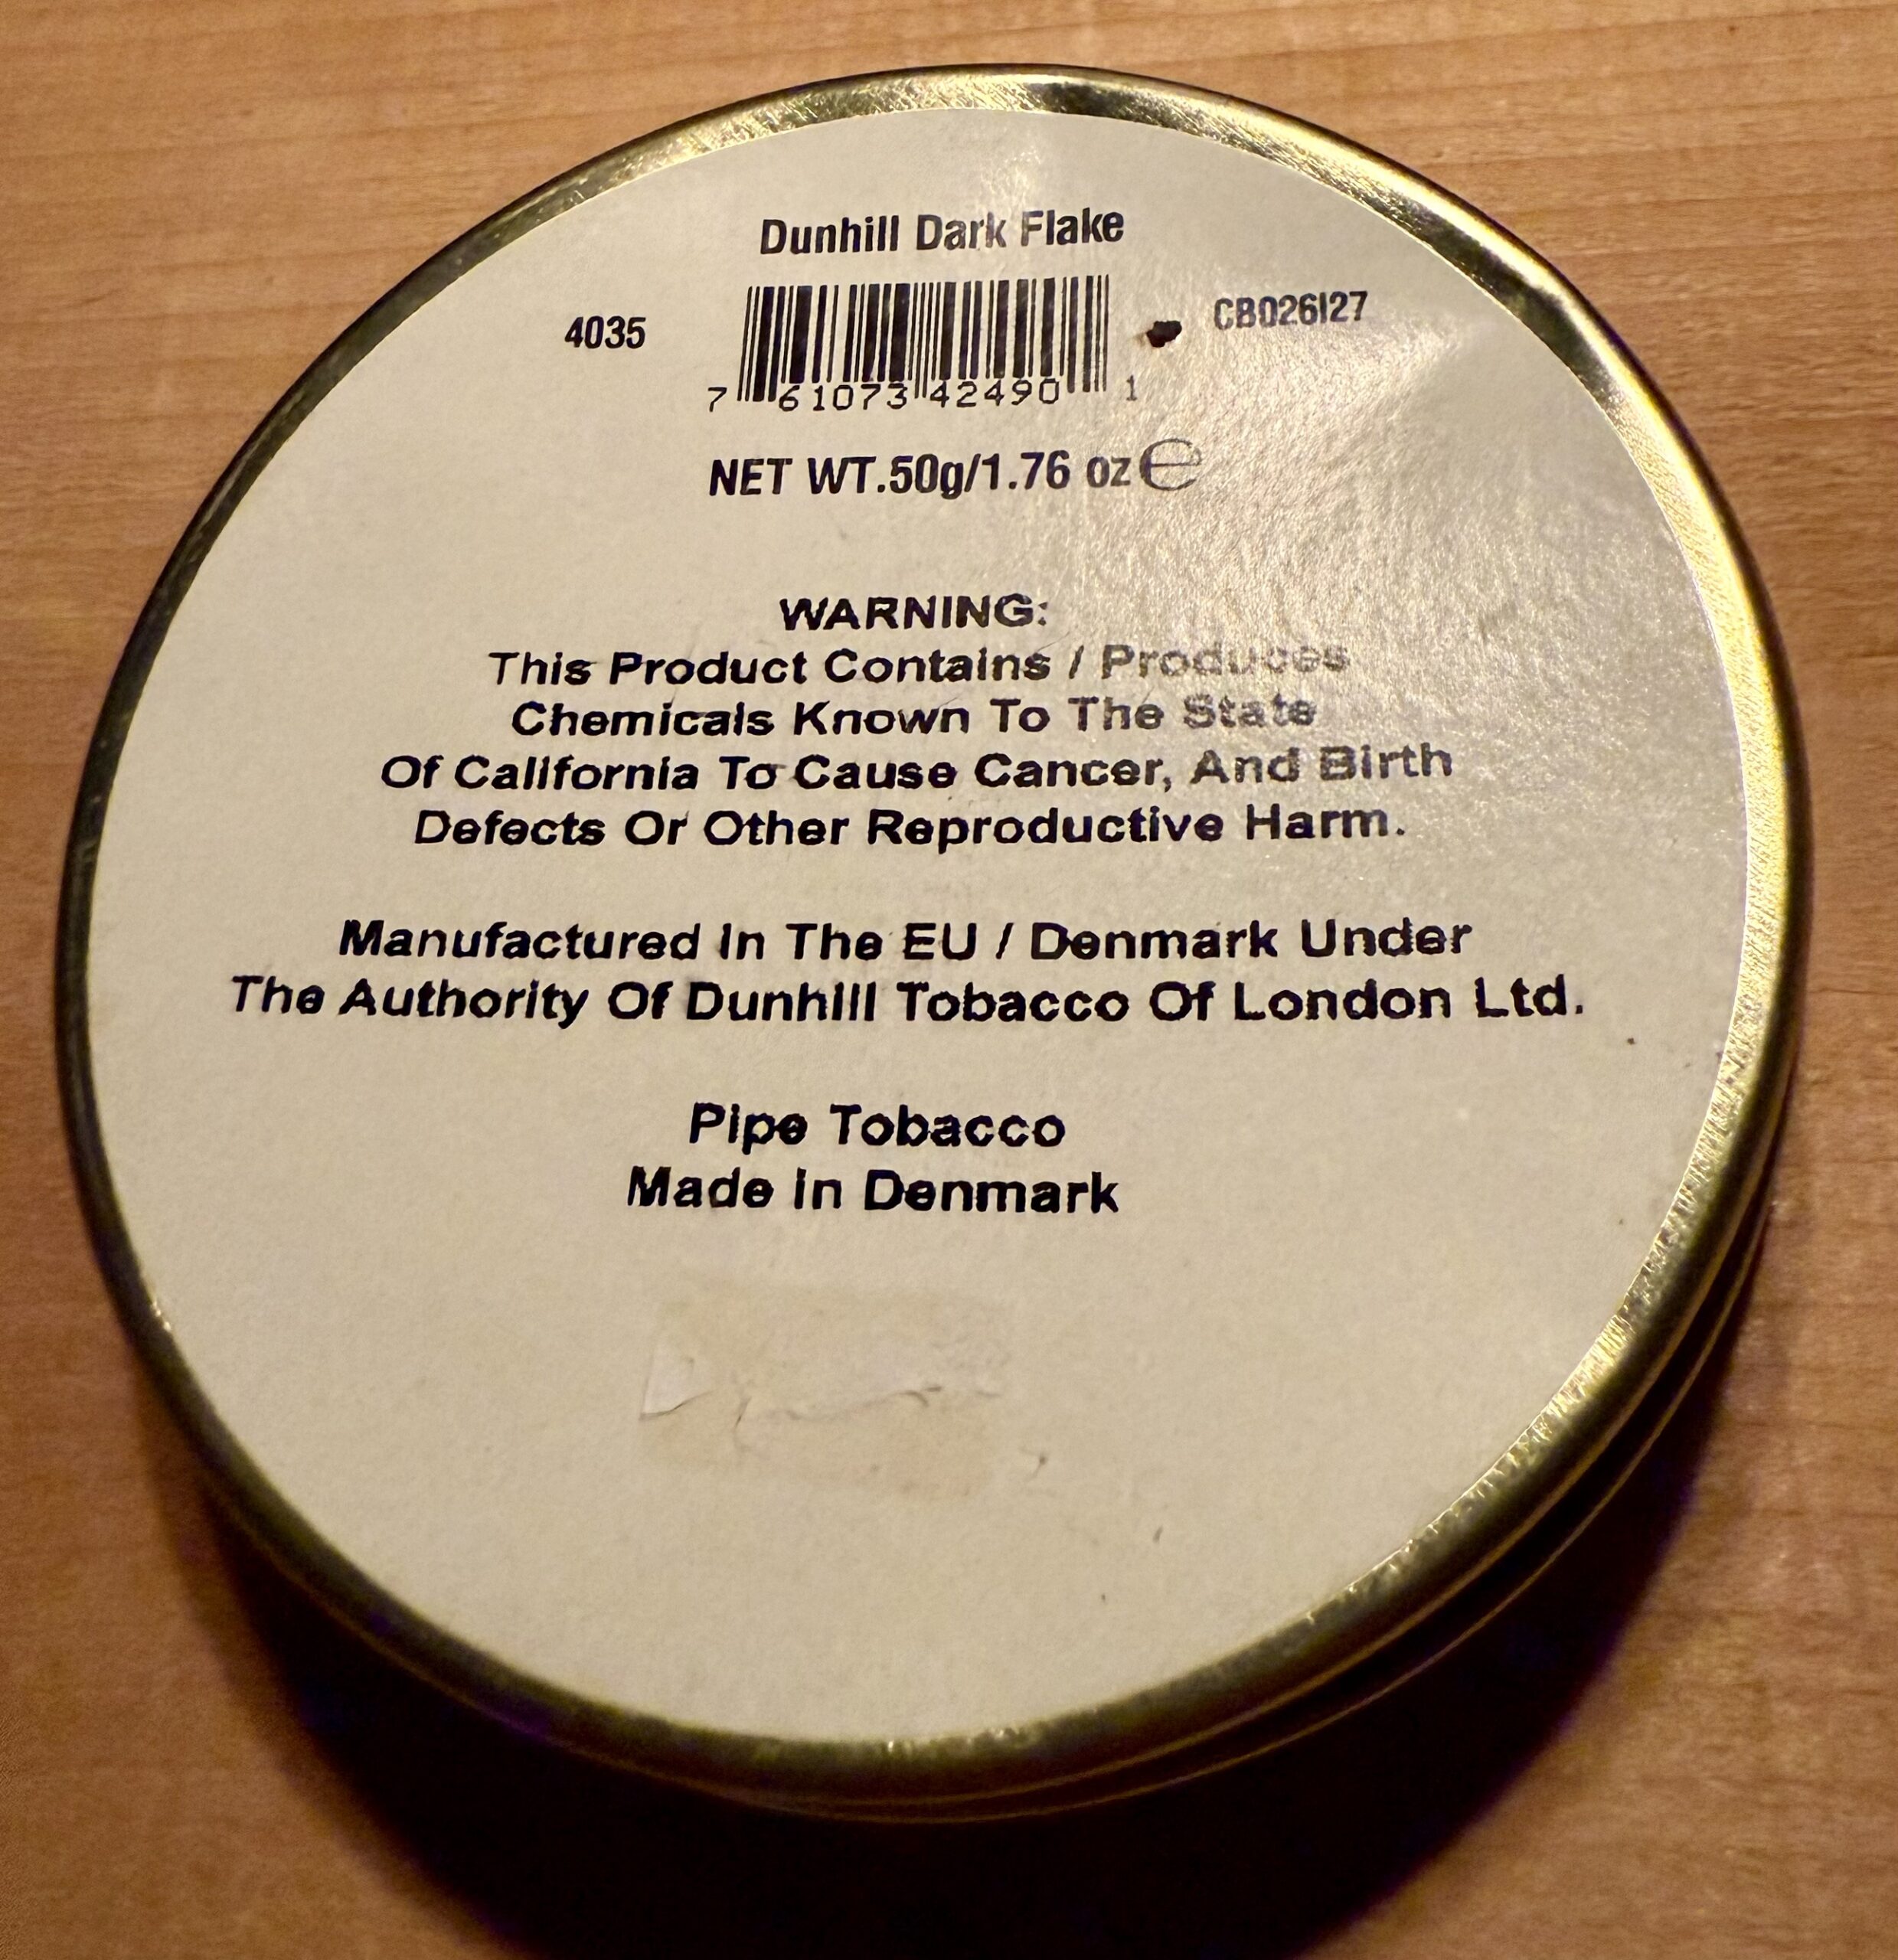 Dunhill Dark Flake
4035
CB026I27
7 61073 42490 1
NET WT.50g/1.76 oz ℮
WARNING:
This Product Contains / Produces
Chemicals Known To The State
Of California To Cause Cancer, And Birth
Defects Or Other Reproductive Harm.
Manufactured In The EU / Denmark Under
The Authority Of Dunhill Tobacco Of London Ltd.
Pipe Tobacco
Made in Denmark